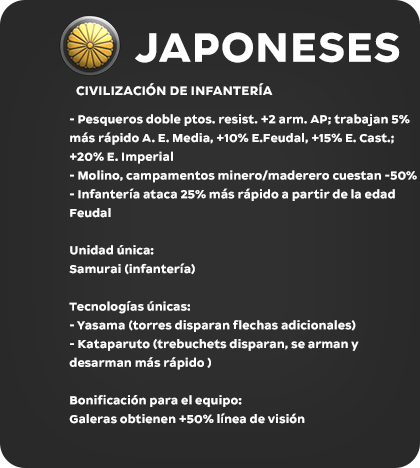 JAPONESES
CIVILIZACIÓN DE INFANTERÍA
- Pesqueros doble ptos. resist. +2 arm. AP; trabajan 5%
más rápido A. E. Media, +10% E.Feudal, +15% E. Cast.;
+20% E. Imperial
- Molino, campamentos minero/maderero cuestan -50%
- Infantería ataca 25% más rápido a partir de la edad
Feudal
Unidad única:
Samurai (infantería)
Tecnologías únicas:
- Yasama (torres disparan flechas adicionales)
- Kataparuto (trebuchets disparan, se arman y
desarman más rápido )
Bonificación para el equipo:
Galeras obtienen +50% línea de visión